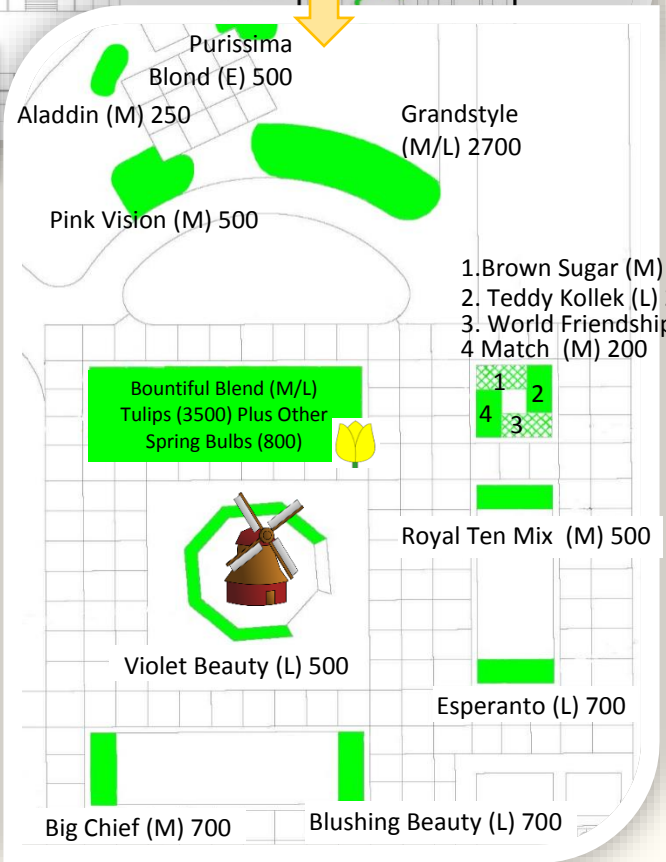 Purissima
Blond (E) 500
Aladdin (M) 250
Grandstyle
(M/L) 2700
Pink Vision (M) 500
1.Brown Sugar (M)
2. Teddy Kollek (L)
3. World Friendship
4 Match (M) 200
1
2
4
3
Bountiful Blend (M/L)
Tulips (3500) Plus Other
Spring Bulbs (800)
Royal Ten Mix (M) 500
Violet Beauty (L) 500
Esperanto (L) 700
Big Chief (M) 700
Blushing Beauty (L) 700